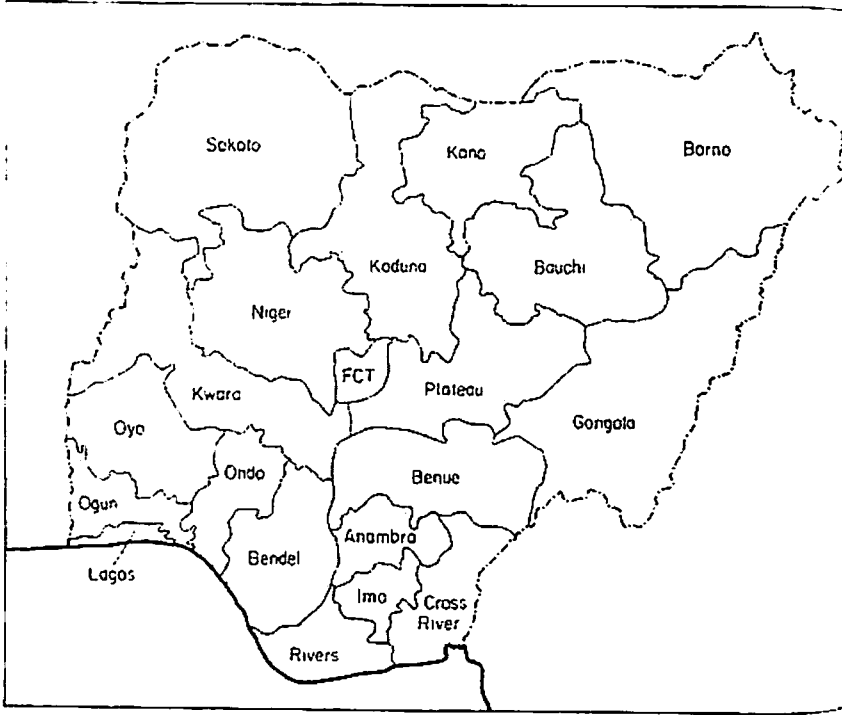 Sokoto
Kano
Borno
Kaduna
Bauchi
Niger
FCT
Plateau
Kwara
Gongola
Oyo
Ondo
Benue
Ogun
Anambra
Bendel
Lagos
Imo
Cross
River
Rivers